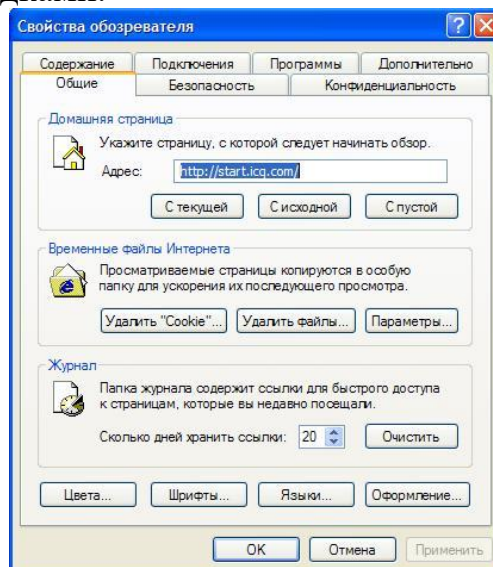 Свойства обозревателя
Содержание Подключения Программы Дополнительно
Общие Безопасность Конфиденциальность
Домашняя страница
Укажите страницу, с которой следует начинать обзор.
Адрес: http://start.icq.com/
С текущей С исходной С пустой
Временные файлы Интернета
Просматриваемые страницы копируются в особую
папку для ускорения их последующего просмотра.
Удалить "Cookie"... Удалить файлы... Параметры...
Журнал
Папка журнала содержит ссылки для быстрого доступа
к страницам, которые вы недавно посещали.
Сколько дней хранить ссылки: 20 Очистить
Цвета... Шрифты... Языки... Оформление...
OK Отмена Применить